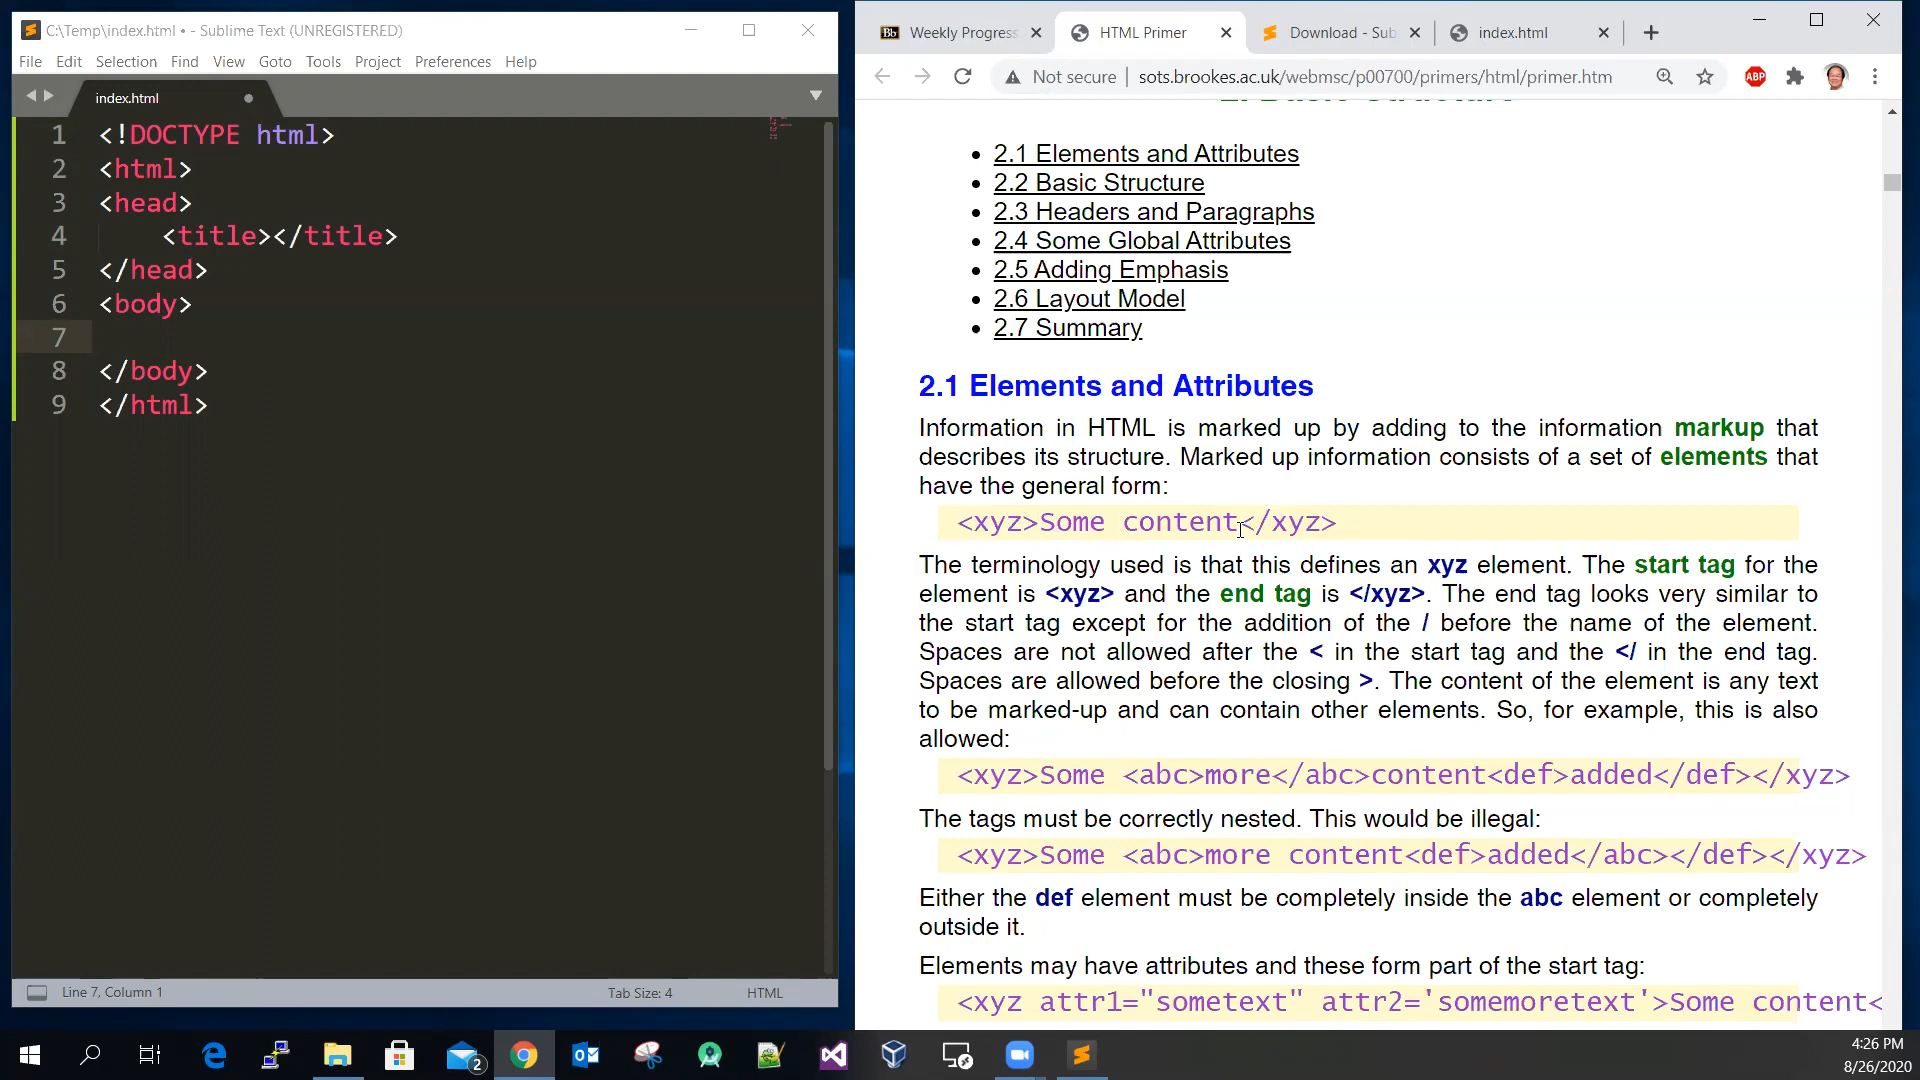 C:\Temp\index.html • - Sublime Text (UNREGISTERED)
File Edit Selection Find View Goto Tools Project Preferences Help
index.html
1 <!DOCTYPE html>
2 <html>
3 <head>
4 <title></title>
5 </head>
6 <body>
7
8 </body>
9 </html>
Line 7, Column 1 Tab Size: 4 HTML
Bb Weekly Progress HTML Primer Download - Sub index.html
Not secure | sots.brookes.ac.uk/webmsc/p00700/primers/html/primer.htm ABP
2. Basic Structure
• 2.1 Elements and Attributes
• 2.2 Basic Structure
• 2.3 Headers and Paragraphs
• 2.4 Some Global Attributes
• 2.5 Adding Emphasis
• 2.6 Layout Model
• 2.7 Summary
2.1 Elements and Attributes
Information in HTML is marked up by adding to the information markup that
describes its structure. Marked up information consists of a set of elements that
have the general form:
<xyz>Some content</xyz>
The terminology used is that this defines an xyz element. The start tag for the
element is <xyz> and the end tag is </xyz>. The end tag looks very similar to
the start tag except for the addition of the / before the name of the element.
Spaces are not allowed after the < in the start tag and the </ in the end tag.
Spaces are allowed before the closing >. The content of the element is any text
to be marked-up and can contain other elements. So, for example, this is also
allowed:
<xyz>Some <abc>more</abc>content<def>added</def></xyz>
The tags must be correctly nested. This would be illegal:
<xyz>Some <abc>more content<def>added</abc></def></xyz>
Either the def element must be completely inside the abc element or completely
outside it.
Elements may have attributes and these form part of the start tag:
<xyz attr1="sometext" attr2='somemoretext'>Some content<
2
4:26 PM
8/26/2020